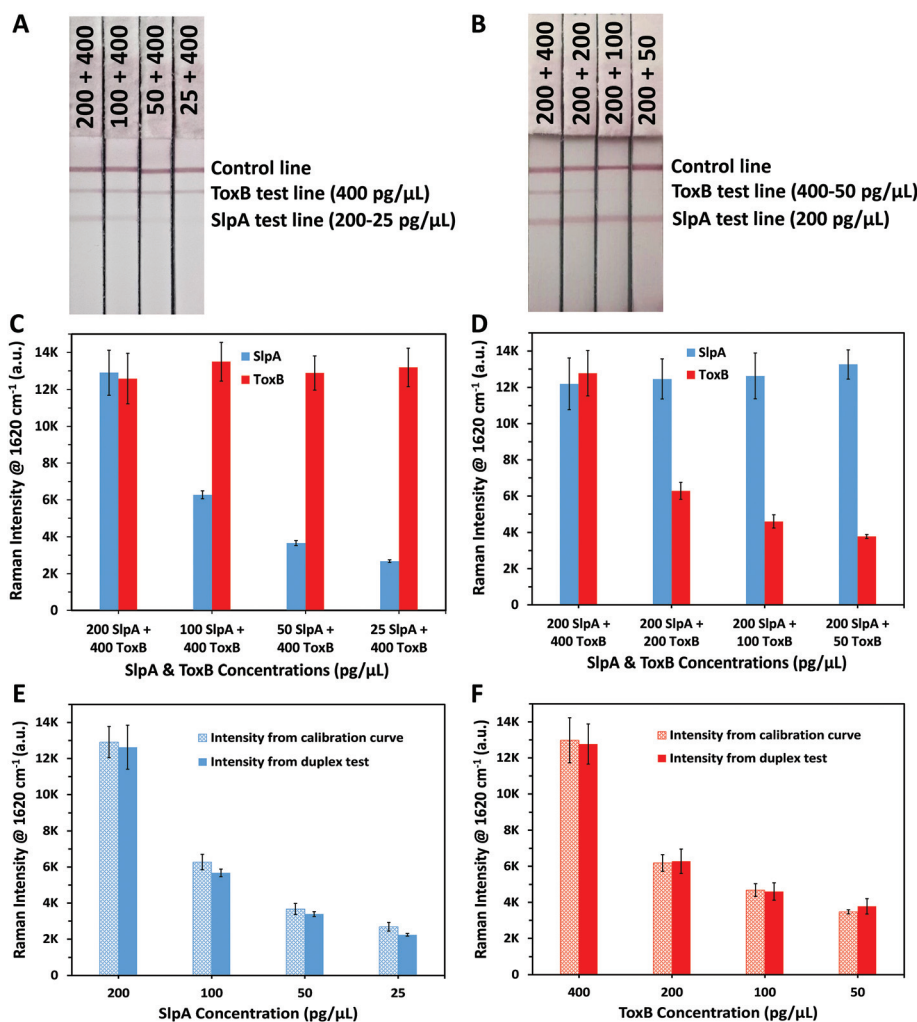 A
200 + 400
100 + 400
50 + 400
25 + 400
Control line
ToxB test line (400 pg/μL)
SlpA test line (200-25 pg/μL)
B
200 + 400
200 + 200
200 + 100
200 + 50
Control line
ToxB test line (400-50 pg/μL)
SlpA test line (200 pg/μL)
C
Raman Intensity @ 1620 cm⁻¹ (a.u.)
14K
12K
10K
8K
6K
4K
2K
0
SlpA
ToxB
200 SlpA + 100 SlpA + 50 SlpA + 25 SlpA +
400 ToxB 400 ToxB 400 ToxB 400 ToxB
SlpA & ToxB Concentrations (pg/μL)
D
Raman Intensity @ 1620 cm⁻¹ (a.u.)
14K
12K
10K
8K
6K
4K
2K
0
SlpA
ToxB
200 SlpA + 200 SlpA + 200 SlpA + 200 SlpA +
400 ToxB 200 ToxB 100 ToxB 50 ToxB
SlpA & ToxB Concentrations (pg/μL)
E
Raman Intensity @ 1620 cm⁻¹ (a.u.)
14K
12K
10K
8K
6K
4K
2K
0
Intensity from calibration curve
Intensity from duplex test
200 100 50 25
SlpA Concentration (pg/μL)
F
Raman Intensity @ 1620 cm⁻¹ (a.u.)
14K
12K
10K
8K
6K
4K
2K
0
Intensity from calibration curve
Intensity from duplex test
400 200 100 50
ToxB Concentration (pg/μL)